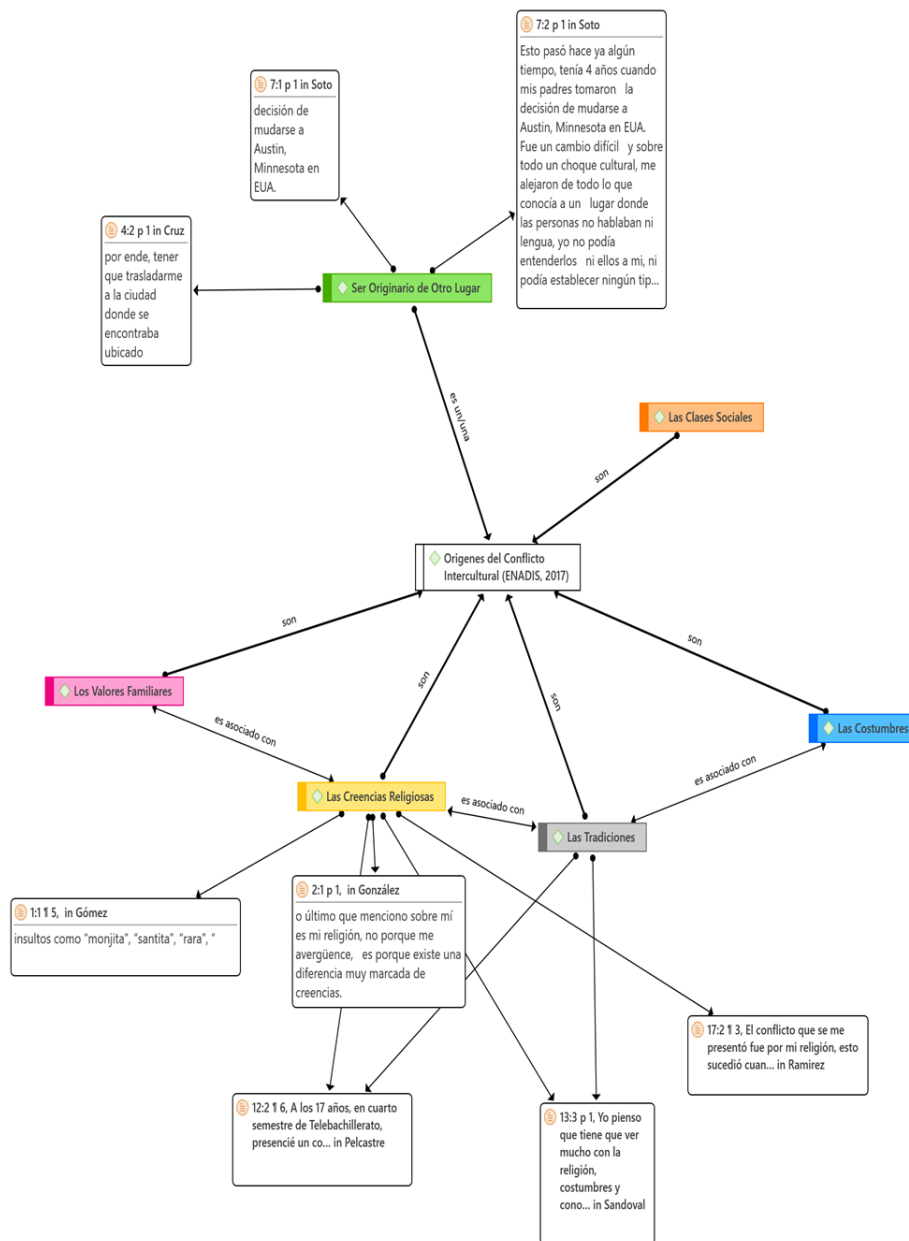 7:2 p 1 in Soto
Esto pasó hace ya algún
tiempo, tenía 4 años cuando
mis padres tomaron la
decisión de mudarse a
Austin, Minnesota en EUA.
Fue un cambio difícil y sobre
todo un choque cultural, me
alejaron de todo lo que
conocía a un lugar donde
las personas no hablaban ni
lengua, yo no podía
entenderlos ni ellos a mi, ni
podía establecer ningún tip...
7:1 p 1 in Soto
decisión de
mudarse a
Austin,
Minnesota en
EUA.
4:2 p 1 in Cruz
por ende, tener
que trasladarme
a la ciudad
donde se
encontraba
ubicado
Ser Originario de Otro Lugar
es un/una
Las Clases Sociales
son
Origenes del Conflicto
Intercultural (ENADIS, 2017)
son
son
son
son
Los Valores Familiares
es asociado con
Las Costumbres
es asociado con
Las Creencias Religiosas
es asociado con
Las Tradiciones
1:1 ¶ 5, in Gómez
insultos como “monjita”, “santita”, “rara”, “
2:1 p 1, in González
o último que menciono sobre mí
es mi religión, no porque me
avergüence, es porque existe una
diferencia muy marcada de
creencias.
17:2 ¶ 3, El conflicto que se me
presentó fue por mi religión, esto
sucedió cuan... in Ramirez
12:2 ¶ 6, A los 17 años, en cuarto
semestre de Telebachillerato,
presencié un co... in Pelcastre
13:3 p 1, Yo pienso
que tiene que ver
mucho con la
religión,
costumbres y
cono... in Sandoval